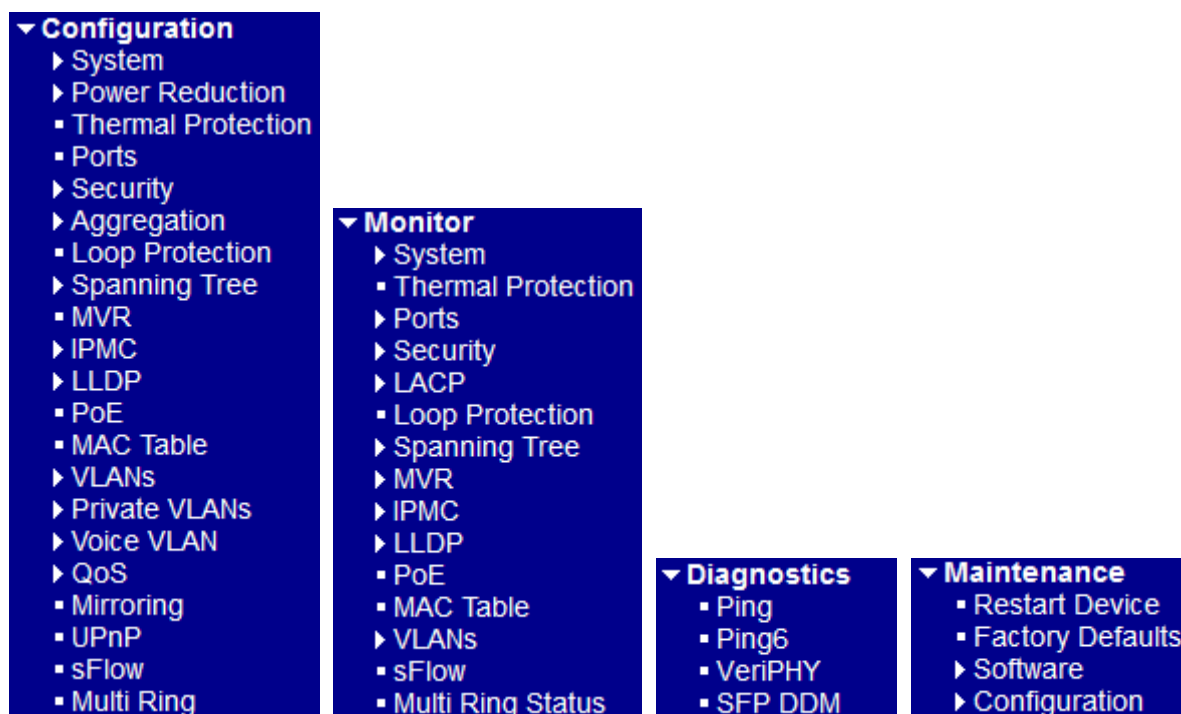 Configuration
System
Power Reduction
Thermal Protection
Ports
Security
Aggregation
Loop Protection
Spanning Tree
MVR
IPMC
LLDP
PoE
MAC Table
VLANs
Private VLANs
Voice VLAN
QoS
Mirroring
UPnP
sFlow
Multi Ring
Monitor
System
Thermal Protection
Ports
Security
LACP
Loop Protection
Spanning Tree
MVR
IPMC
LLDP
PoE
MAC Table
VLANs
sFlow
Multi Ring Status
Diagnostics
Ping
Ping6
VeriPHY
SFP DDM
Maintenance
Restart Device
Factory Defaults
Software
Configuration